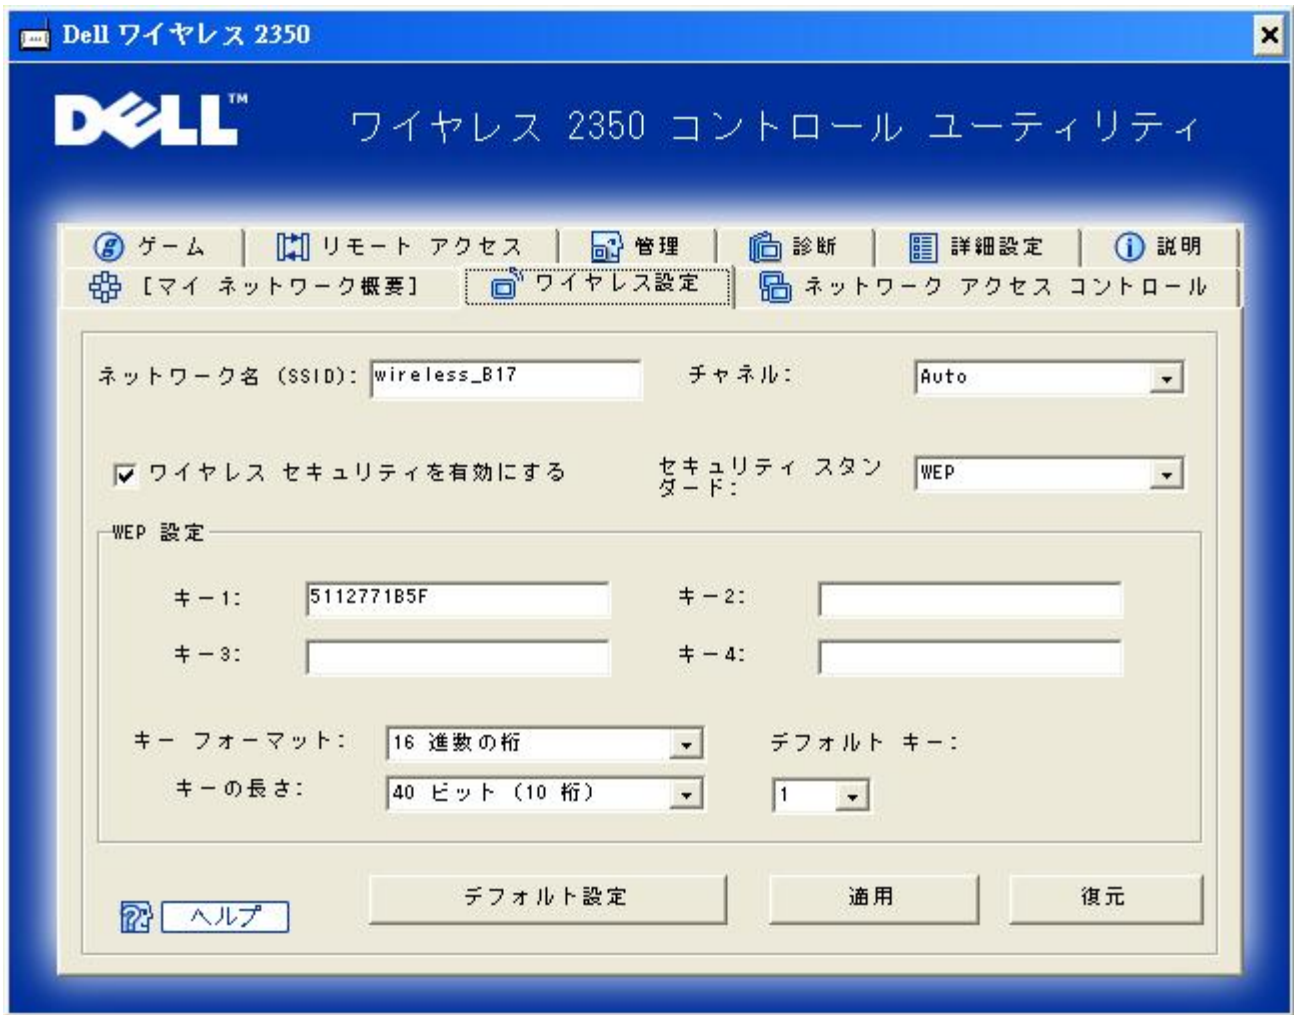 Dell ワイヤレス 2350
DELL™
ワイヤレス 2350 コントロール ユーティリティ
ゲーム
リモート アクセス
管理
診断
詳細設定
説明
[マイ ネットワーク概要]
ワイヤレス設定
ネットワーク アクセス コントロール
ネットワーク名 (SSID): wireless_B17
チャネル: Auto
ワイヤレス セキュリティを有効にする
セキュリティ スタン
ダード:
WEP
WEP 設定
キー1: 5112771B5F
キー2:
キー3:
キー4:
キー フォーマット: 16 進数の桁
デフォルト キー:
キーの長さ: 40 ビット (10 桁)
1
ヘルプ
デフォルト設定
適用
復元